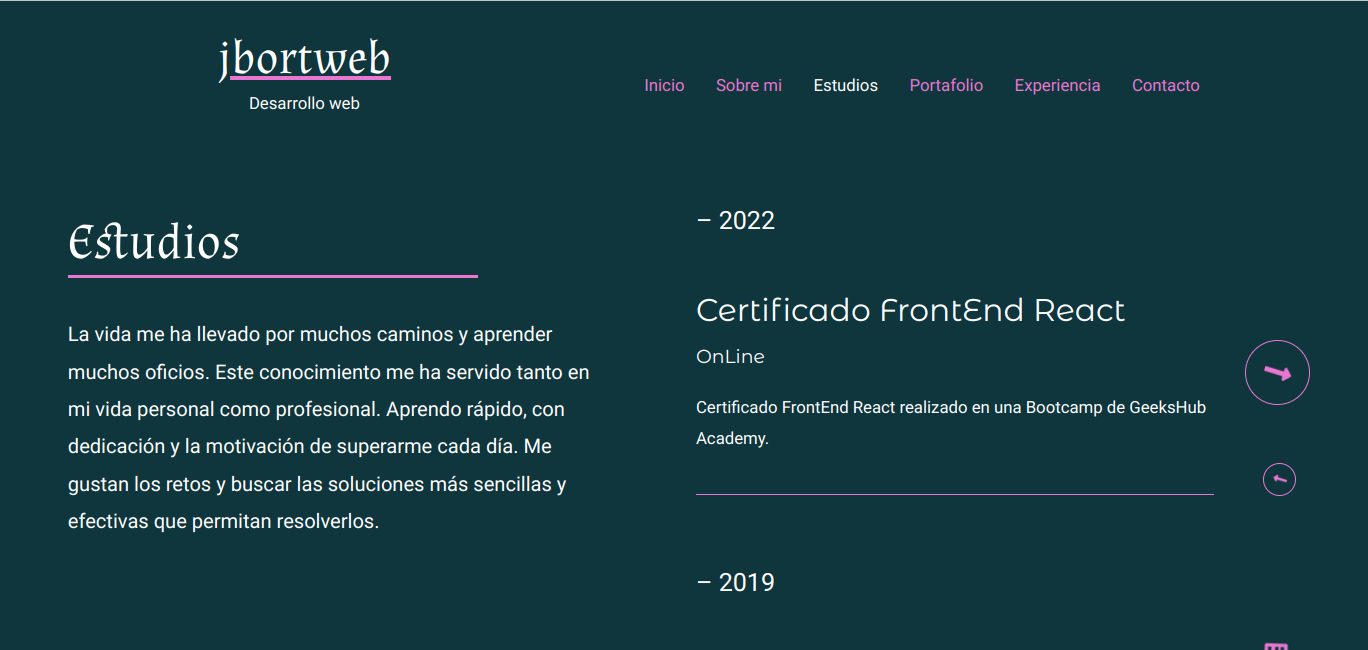 jbortweb
Desarrollo web
Inicio Sobre mi Estudios Portafolio Experiencia Contacto
Estudios
La vida me ha llevado por muchos caminos y aprender
muchos oficios. Este conocimiento me ha servido tanto en
mi vida personal como profesional. Aprendo rápido, con
dedicación y la motivación de superarme cada día. Me
gustan los retos y buscar las soluciones más sencillas y
efectivas que permitan resolverlos.
– 2022
Certificado FrontEnd React
OnLine
Certificado FrontEnd React realizado en una Bootcamp de GeeksHub
Academy.
– 2019